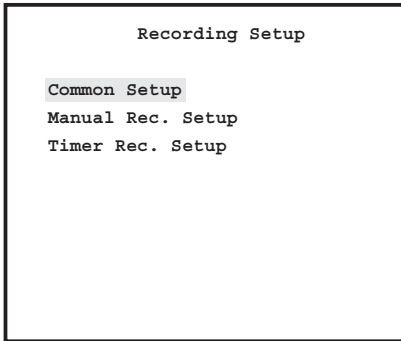 Recording Setup
Common Setup
Manual Rec. Setup
Timer Rec. Setup